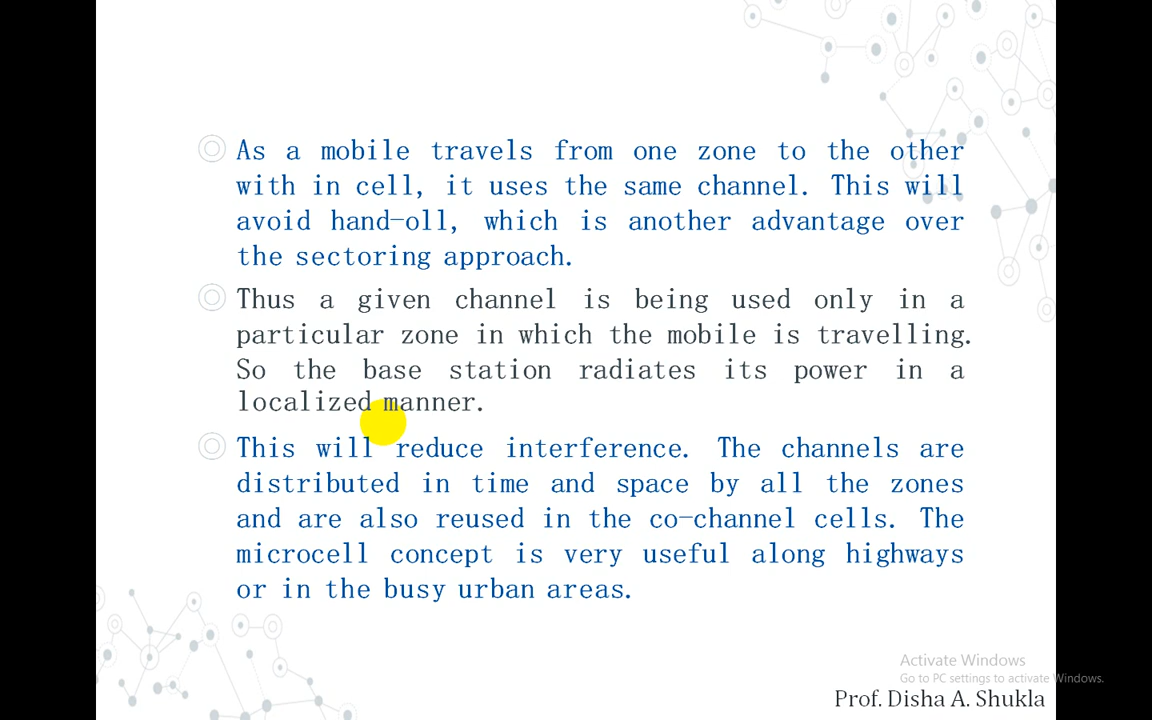 As a mobile travels from one zone to the other
with in cell, it uses the same channel. This will
avoid hand-oll, which is another advantage over
the sectoring approach.
Thus a given channel is being used only in a
particular zone in which the mobile is travelling.
So the base station radiates its power in a
localized manner.
This will reduce interference. The channels are
distributed in time and space by all the zones
and are also reused in the co-channel cells. The
microcell concept is very useful along highways
or in the busy urban areas.
Activate Windows
Go to PC settings to activate Windows.
Prof. Disha A. Shukla